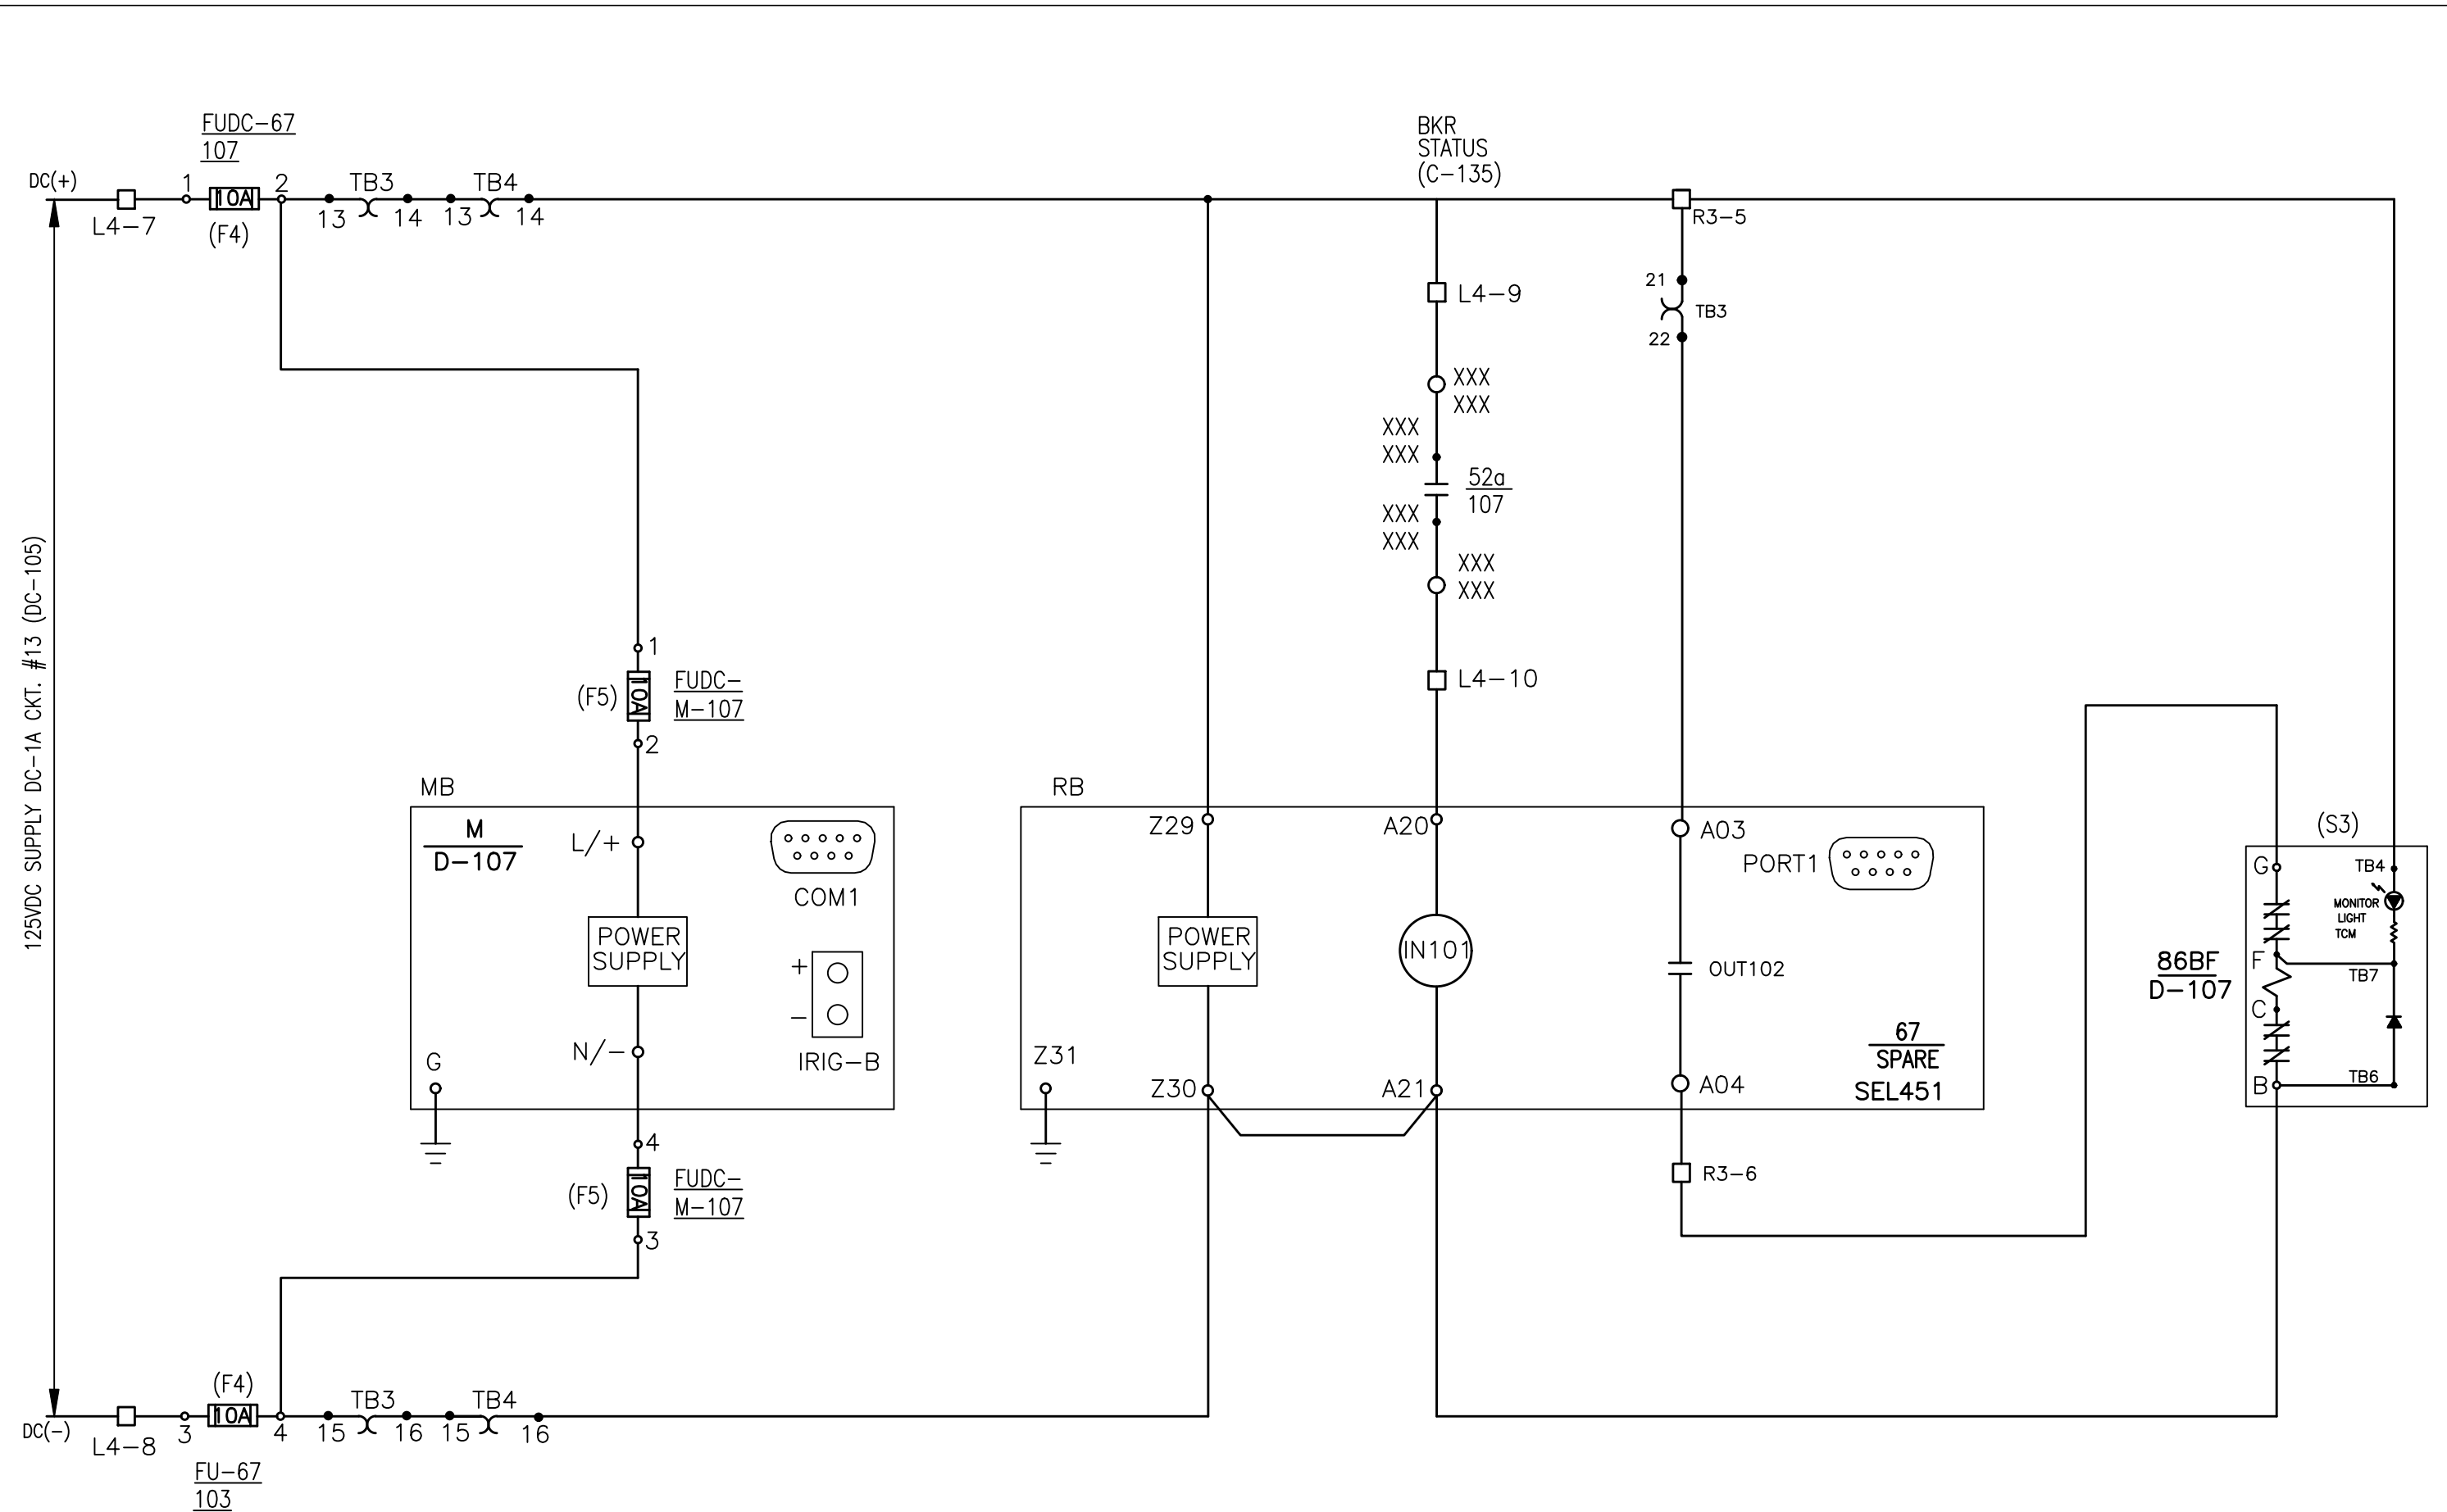 FUDC-67
107
DC(+)
L4-7
1
10A
(F4)
2
13
TB3
14
13
TB4
14
BKR
STATUS
(C-135)
R3-5
21
TB3
22
L4-9
XXX
XXX
XXX
XXX
52a
107
XXX
XXX
XXX
XXX
L4-10
125VDC SUPPLY DC-1A CKT. #13 (DC-105)
1
(F5)
10A
FUDC-
M-107
2
MB
M
D-107
L/+
COM1
POWER
SUPPLY
+
-
IRIG-B
N/-
G
4
(F5)
10A
FUDC-
M-107
3
RB
Z29
A20
A03
PORT1
POWER
SUPPLY
IN101
OUT102
Z31
Z30
A21
A04
67
SPARE
SEL451
R3-6
(S3)
G
TB4
MONITOR
LIGHT
TCM
F
TB7
86BF
D-107
C
B
TB6
DC(-)
L4-8
3
(F4)
10A
4
15
TB3
16
15
TB4
16
FU-67
103